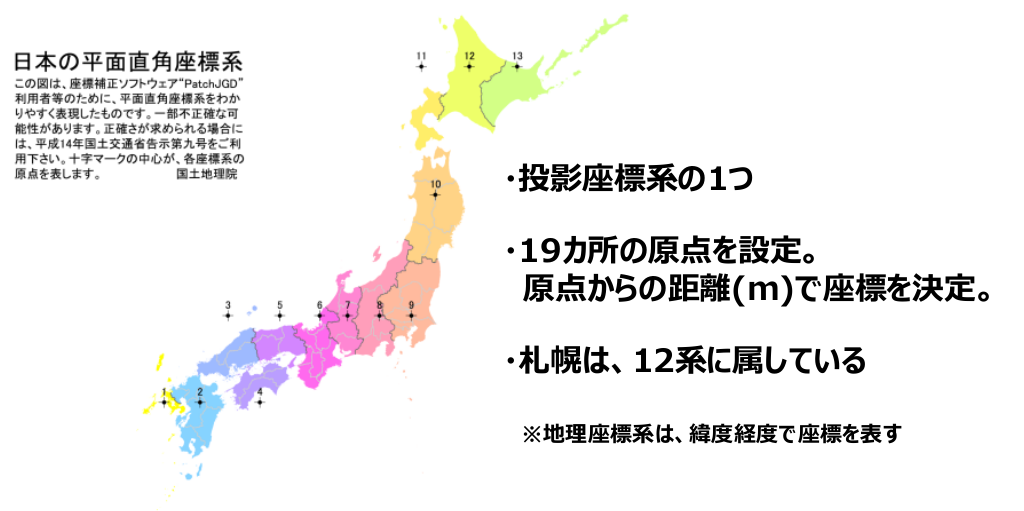 日本の平面直角座標系
この図は、座標補正ソフトウェア“PatchJGD”
利用者等のために、平面直角座標系をわか
りやすく表現したものです。一部不正確な可
能性があります。正確さが求められる場合に
は、平成14年国土交通省告示第九号をご利
用下さい。十字マークの中心が、各座標系の
原点を表します。 国土地理院
11
12
13
10
3
5
6
7
8
9
1
2
4
・投影座標系の1つ
・19カ所の原点を設定。
原点からの距離(m)で座標を決定。
・札幌は、12系に属している
※地理座標系は、緯度経度で座標を表す